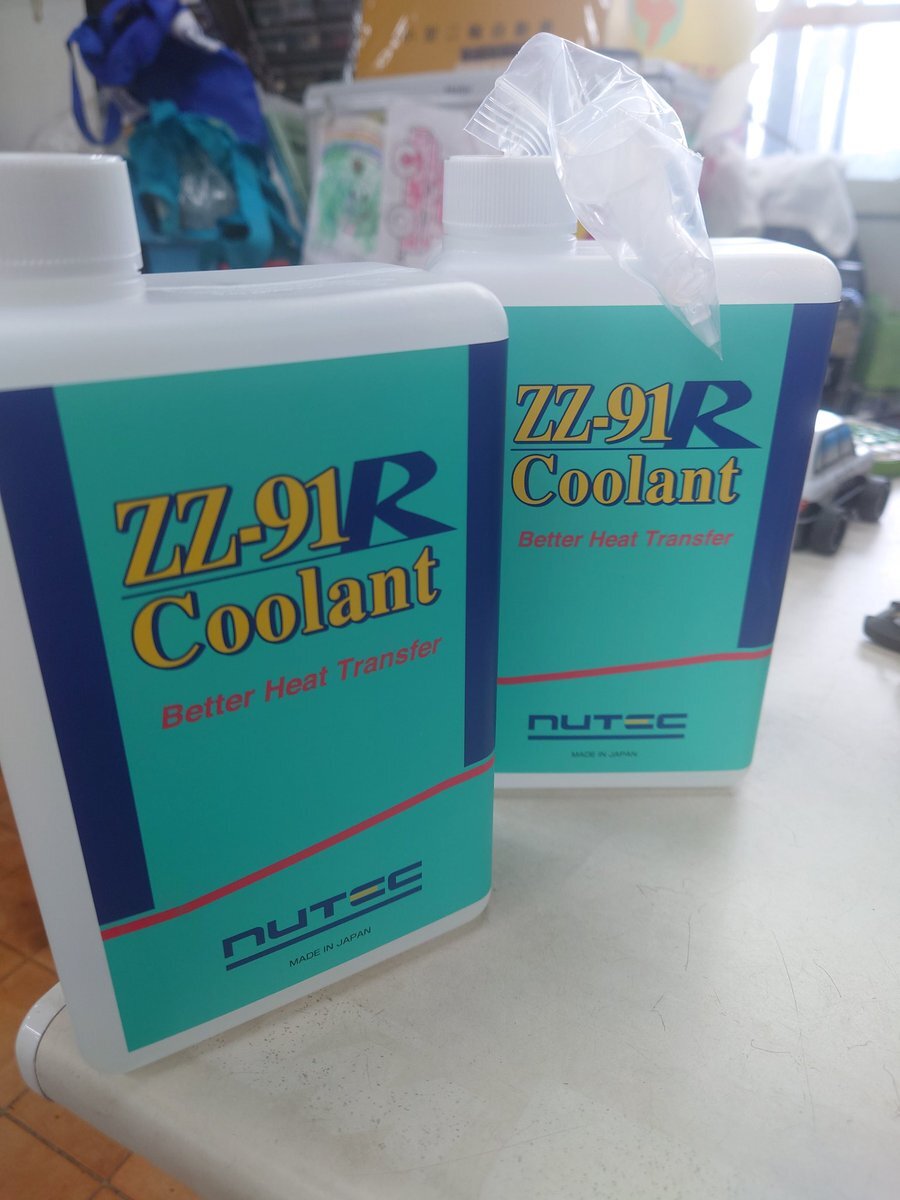 ZZ-91R
Coolant
Better Heat Transfer
NUTEC
MADE IN JAPAN
ZZ-91R
Coolant
Better Heat Transfer
NUTEC
MADE IN JAPAN